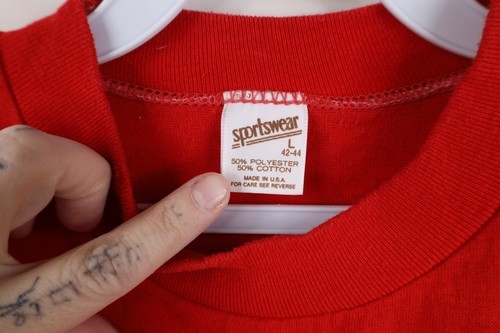 sportswear
L
42-44
50% POLYESTER
50% COTTON
MADE IN U.S.A.
FOR CARE SEE REVERSE